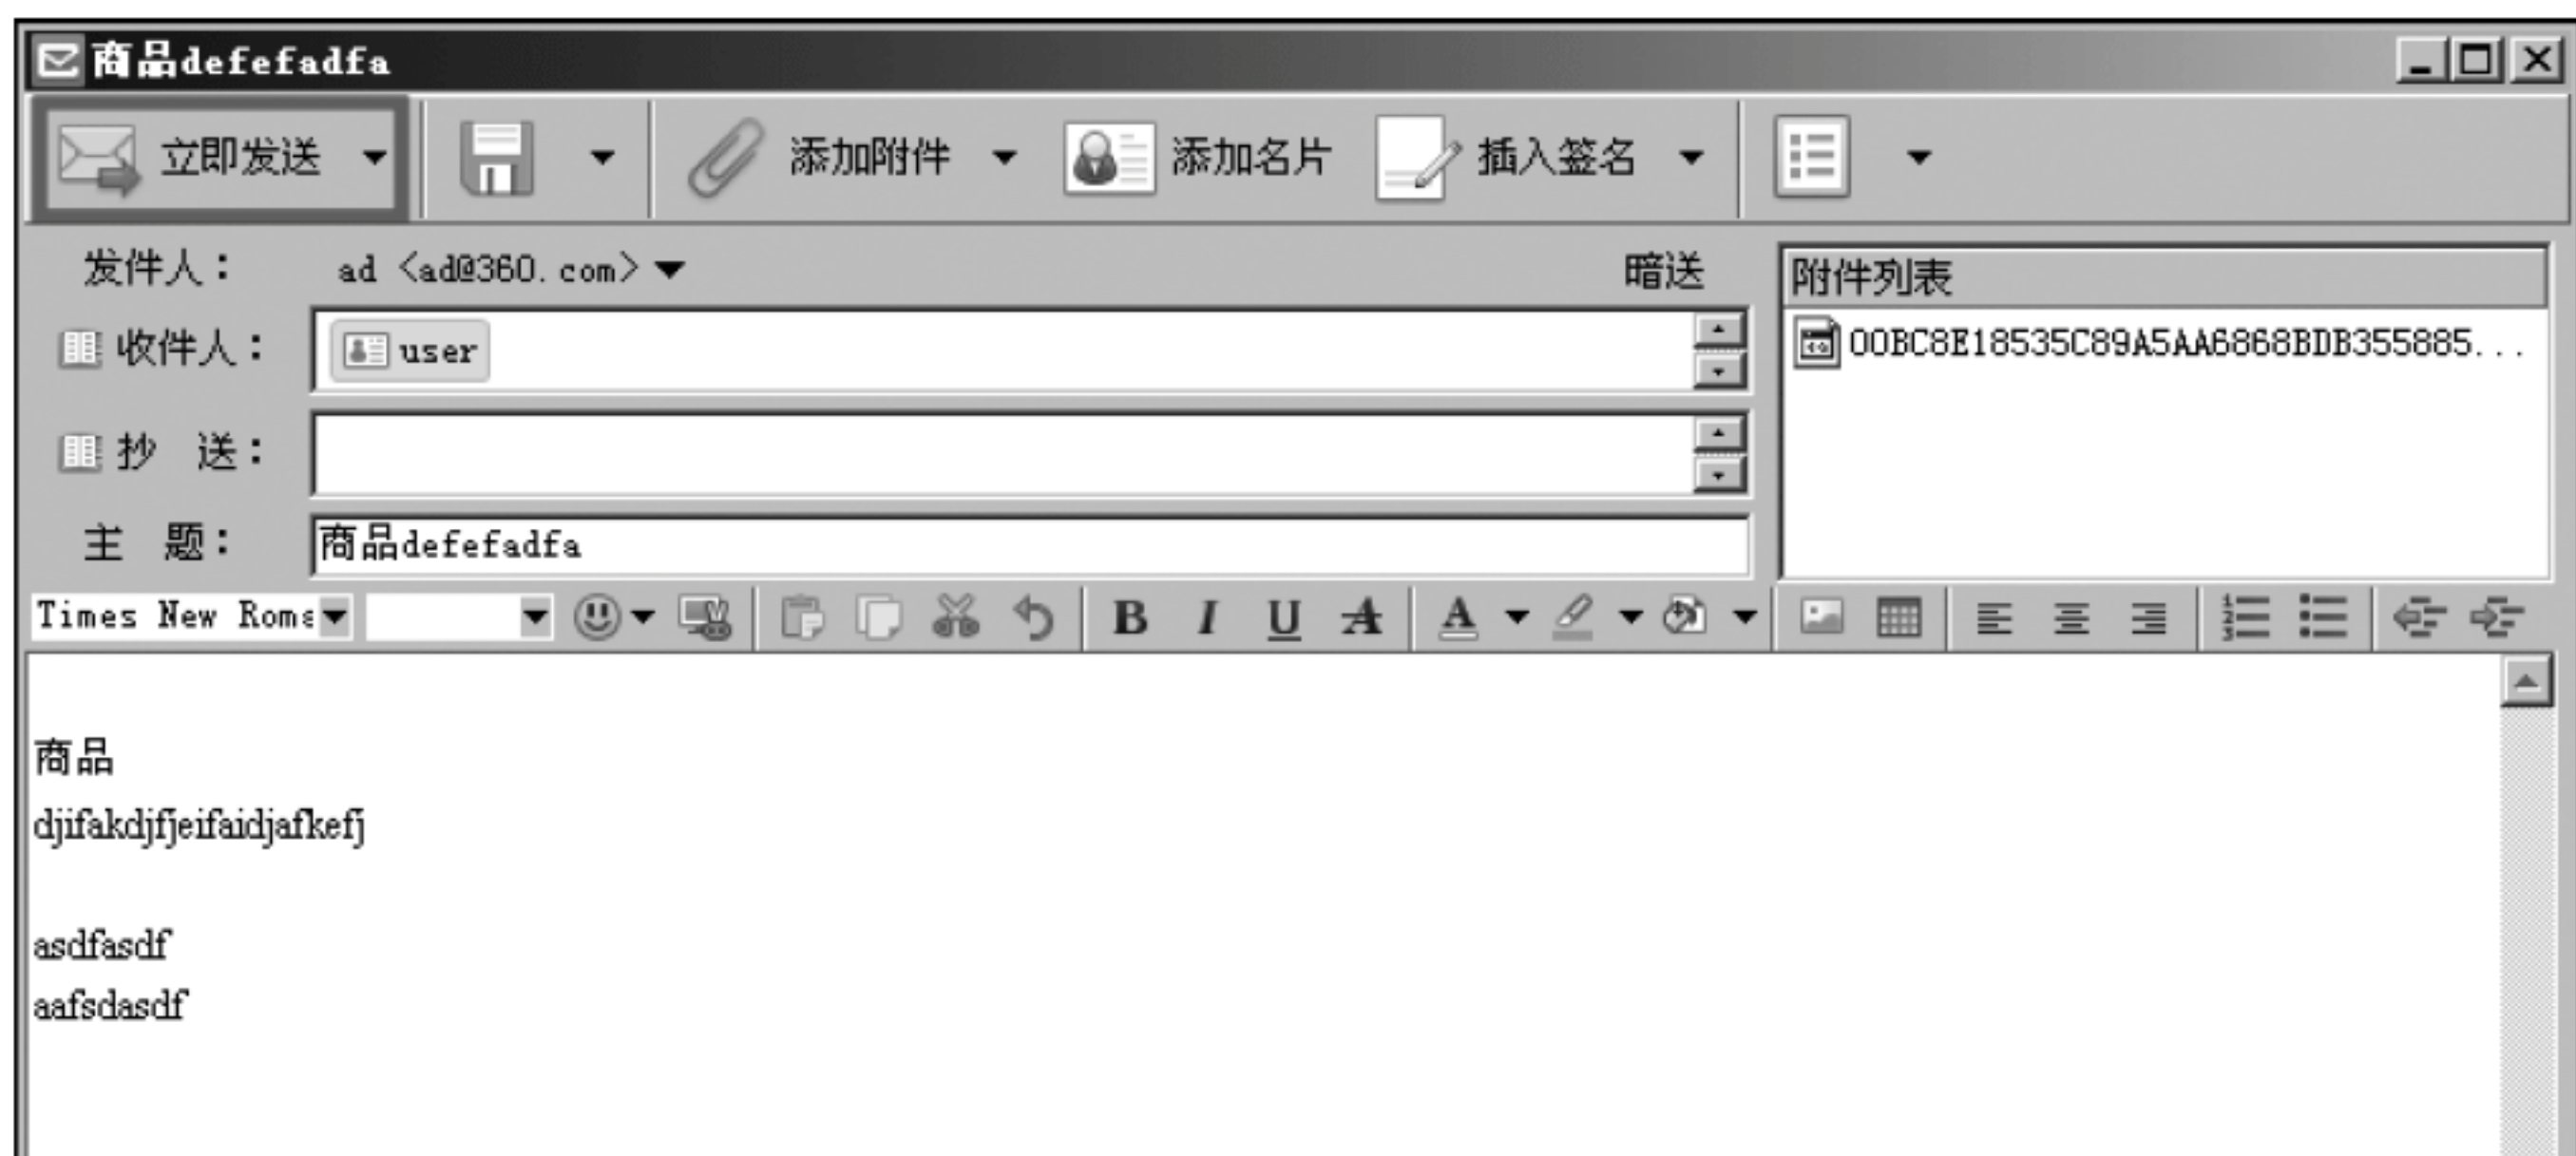 商品defefadfa
立即发送 添加附件 添加名片 插入签名
发件人： ad <ad@360.com> 暗送
附件列表
收件人： user
00BC8E18535C89A5AA6868BDB355885...
抄 送：
主 题： 商品defefadfa
Times New Roma
商品
djifakdjfjeifaidjafkefj
asdfasdf
aafsdasdf